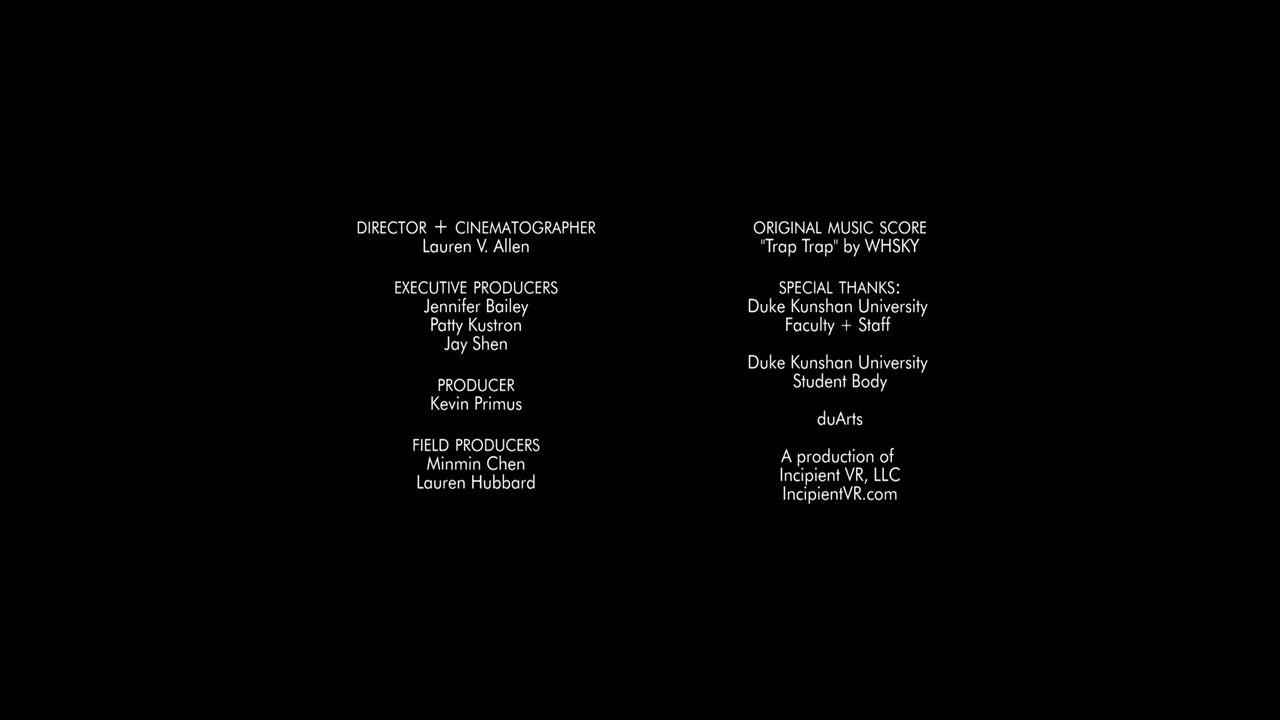 DIRECTOR + CINEMATOGRAPHER
Lauren V. Allen
EXECUTIVE PRODUCERS
Jennifer Bailey
Patty Kustron
Jay Shen
PRODUCER
Kevin Primus
FIELD PRODUCERS
Minmin Chen
Lauren Hubbard
ORIGINAL MUSIC SCORE
"Trap Trap" by WHSKY
SPECIAL THANKS:
Duke Kunshan University
Faculty + Staff
Duke Kunshan University
Student Body
duArts
A production of
Incipient VR, LLC
IncipientVR.com